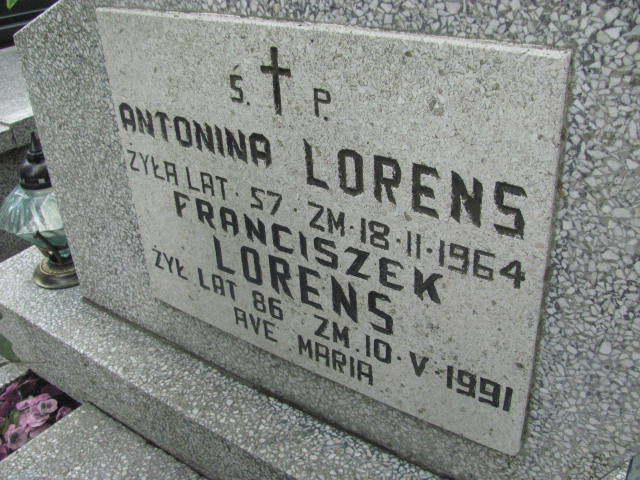 Ś. P.
ANTONINA LORENS
ŻYŁA LAT · 57 · ZM · 18 · 11 · 1964
FRANCISZEK
LORENS
ŻYŁ LAT 86 ZM 10 · V · 1991
AVE MARIA